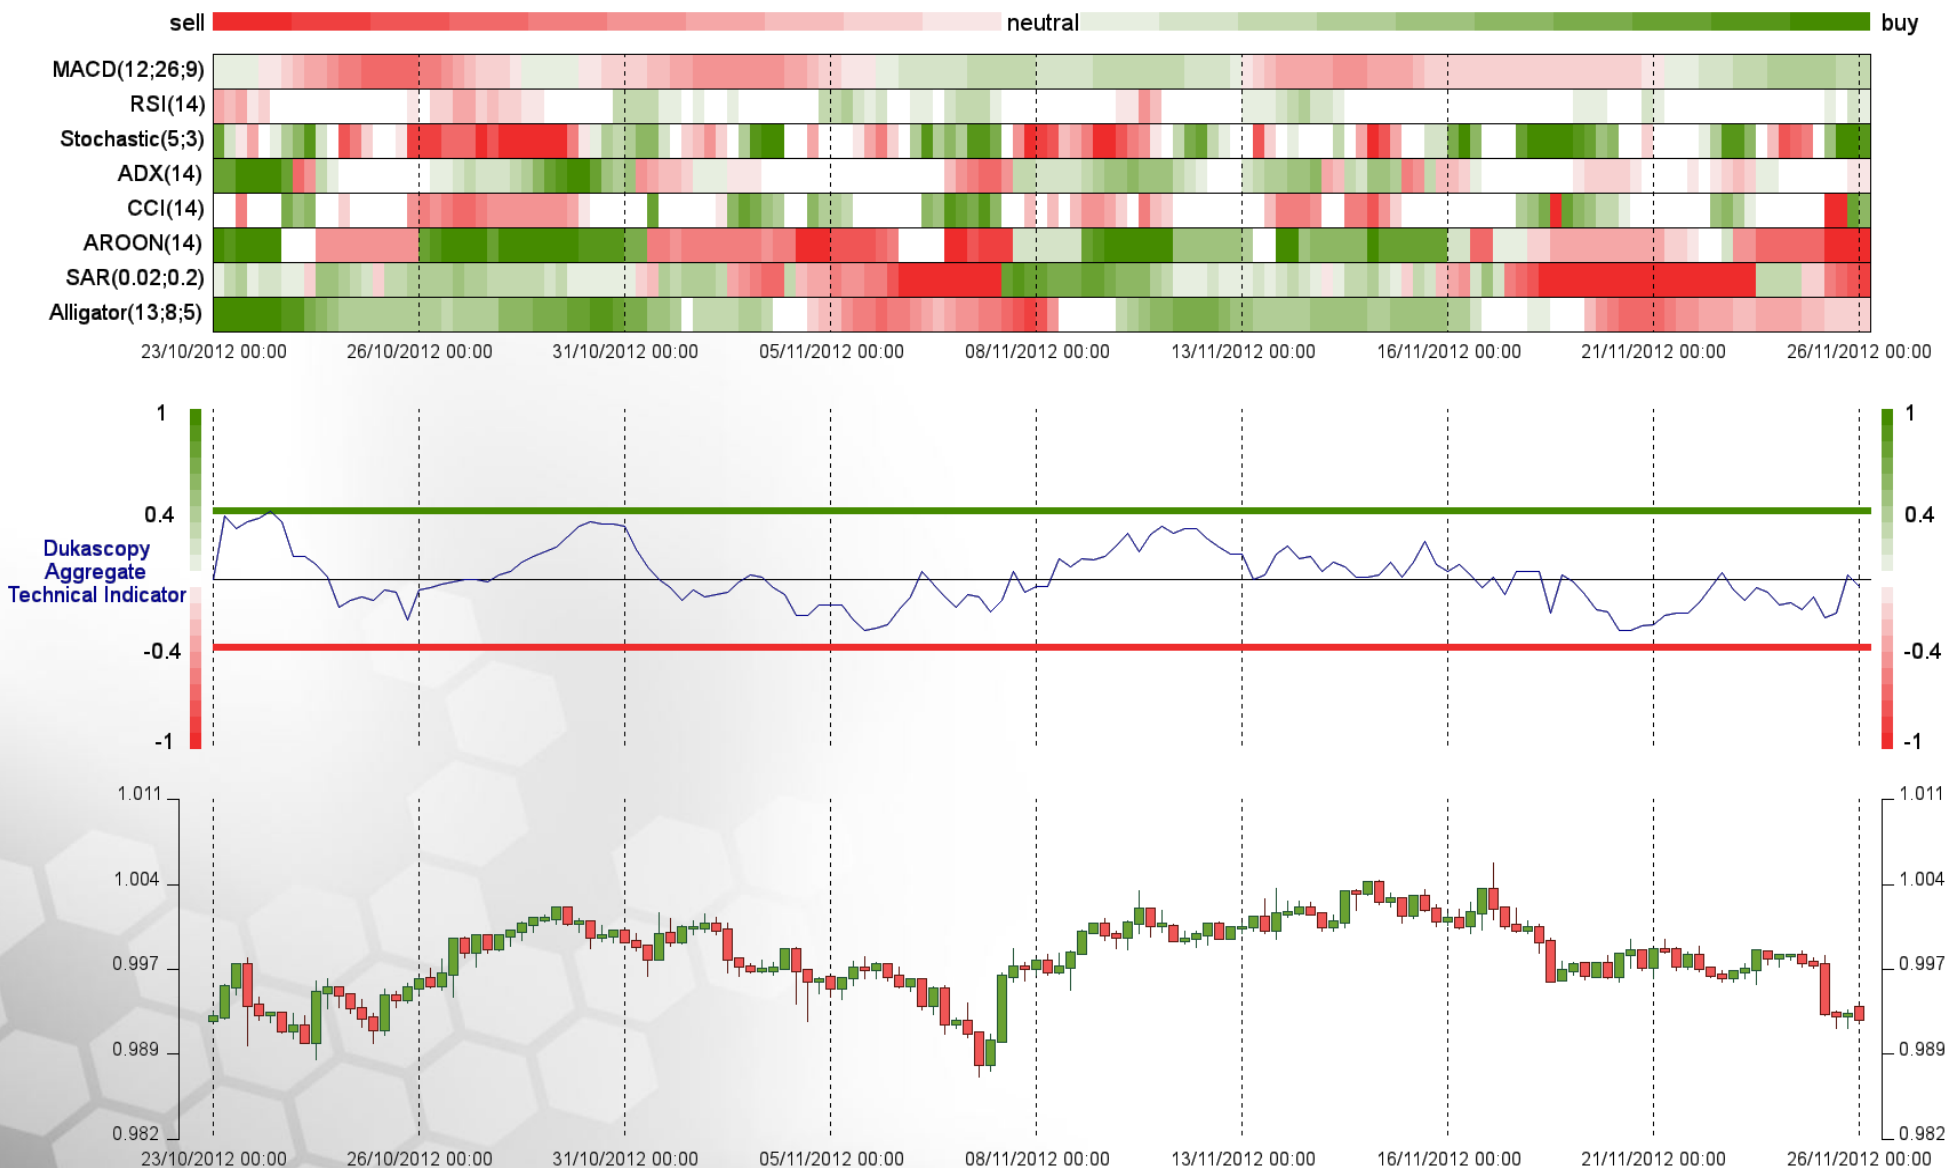 sell neutral buy
MACD(12;26;9)
RSI(14)
Stochastic(5;3)
ADX(14)
CCI(14)
AROON(14)
SAR(0.02;0.2)
Alligator(13;8;5)
23/10/2012 00:00 26/10/2012 00:00 31/10/2012 00:00 05/11/2012 00:00 08/11/2012 00:00 13/11/2012 00:00 16/11/2012 00:00 21/11/2012 00:00 26/11/2012 00:00
1 1
0.4 0.4
Dukascopy
Aggregate
Technical Indicator
-0.4 -0.4
-1 -1
1.011 1.011
1.004 1.004
0.997 0.997
0.989 0.989
0.982 0.982
23/10/2012 00:00 26/10/2012 00:00 31/10/2012 00:00 05/11/2012 00:00 08/11/2012 00:00 13/11/2012 00:00 16/11/2012 00:00 21/11/2012 00:00 26/11/2012 00:00